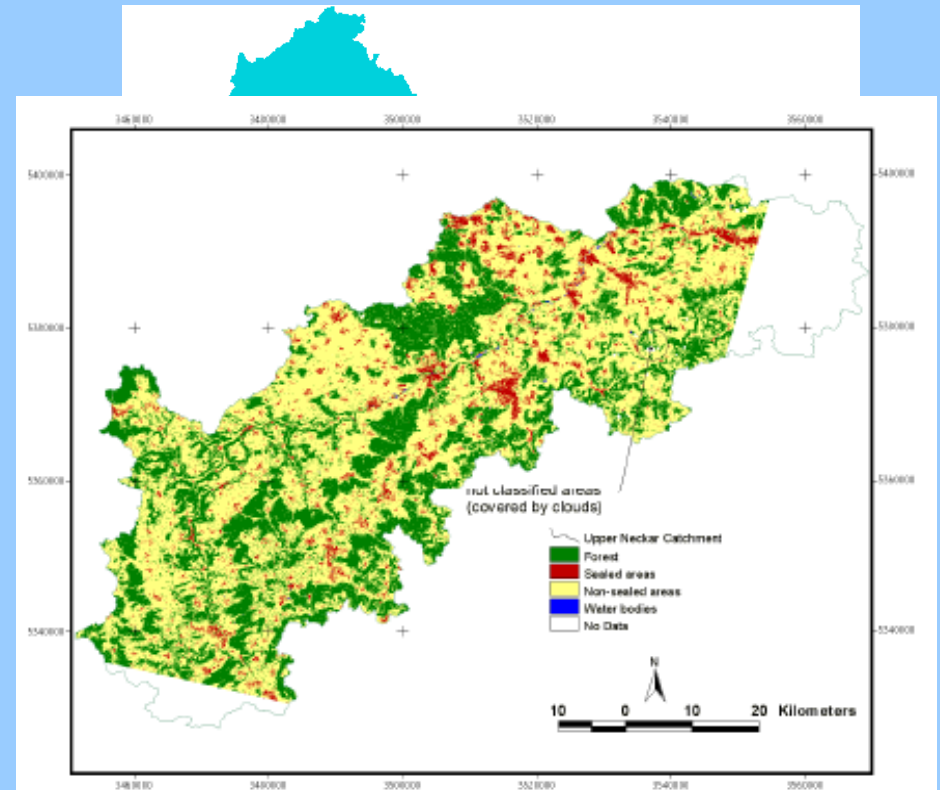 3460000 3480000 3500000 3520000 3540000 3560000
5400000 5400000
5380000 5380000
5360000 5360000
not classified areas
(covered by clouds)
Upper Neckar Catchment
Forest
Sealed areas
Non-sealed areas
Water bodies
No Data
5340000 5340000
N
10 0 10 20 Kilometers
3460000 3480000 3500000 3520000 3540000 3560000